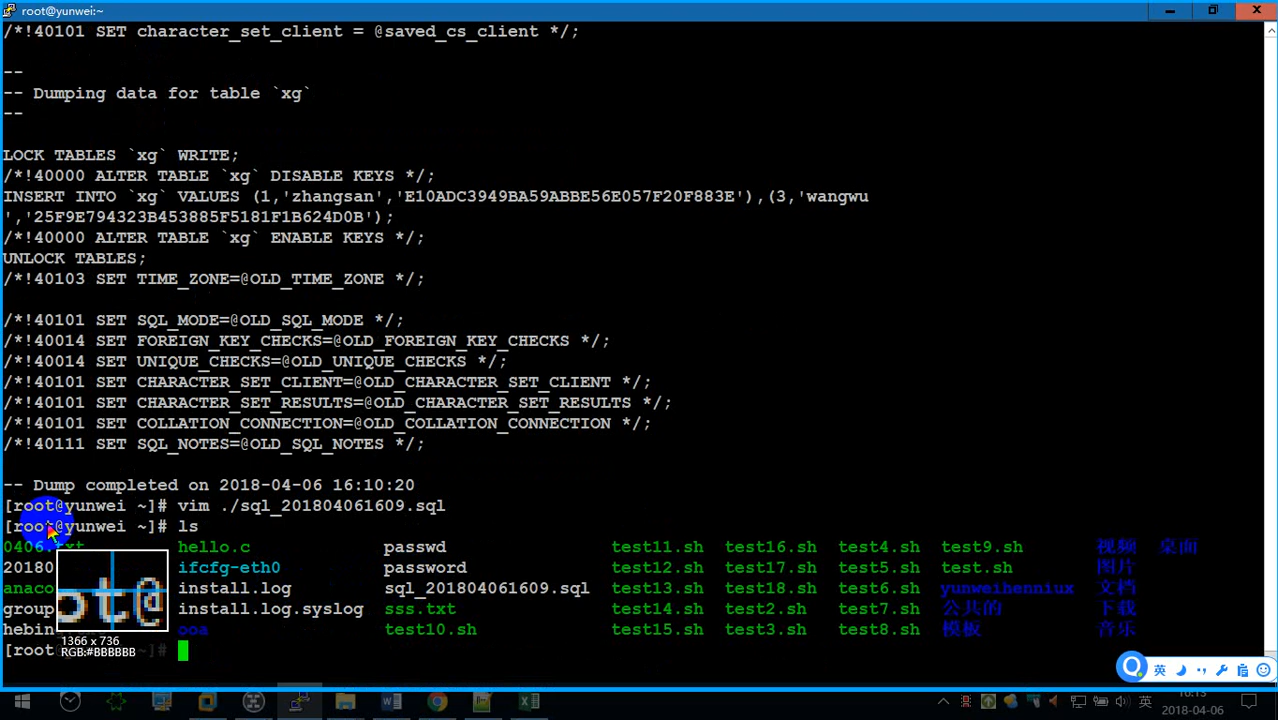 root@yunwei:~
/*!40101 SET character_set_client = @saved_cs_client */;
--
-- Dumping data for table `xg`
--
LOCK TABLES `xg` WRITE;
/*!40000 ALTER TABLE `xg` DISABLE KEYS */;
INSERT INTO `xg` VALUES (1,'zhangsan','E10ADC3949BA59ABBE56E057F20F883E'),(3,'wangwu
','25F9E794323B453885F5181F1B624D0B');
/*!40000 ALTER TABLE `xg` ENABLE KEYS */;
UNLOCK TABLES;
/*!40103 SET TIME_ZONE=@OLD_TIME_ZONE */;
/*!40101 SET SQL_MODE=@OLD_SQL_MODE */;
/*!40014 SET FOREIGN_KEY_CHECKS=@OLD_FOREIGN_KEY_CHECKS */;
/*!40014 SET UNIQUE_CHECKS=@OLD_UNIQUE_CHECKS */;
/*!40101 SET CHARACTER_SET_CLIENT=@OLD_CHARACTER_SET_CLIENT */;
/*!40101 SET CHARACTER_SET_RESULTS=@OLD_CHARACTER_SET_RESULTS */;
/*!40101 SET COLLATION_CONNECTION=@OLD_COLLATION_CONNECTION */;
/*!40111 SET SQL_NOTES=@OLD_SQL_NOTES */;
-- Dump completed on 2018-04-06 16:10:20
[root@yunwei ~]# vim ./sql_201804061609.sql
[root@yunwei ~]# ls
0406.txt hello.c passwd test11.sh test16.sh test4.sh test9.sh 视频 桌面
20180 ifcfg-eth0 password test12.sh test17.sh test5.sh test.sh 图片
anaco install.log sql_201804061609.sql test13.sh test18.sh test6.sh yunweihenniux 文档
group install.log.syslog sss.txt test14.sh test2.sh test7.sh 公共的 下载
hebin ooa test10.sh test15.sh test3.sh test8.sh 模板 音乐
[root ~]#
ot@
1366 x 736
RGB:#BBBBBB
英
英
16:13
2018-04-06